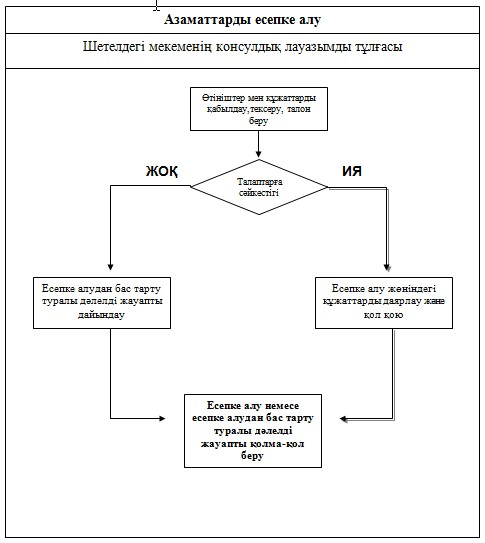 Азаматтарды есепке алу
Шетелдегі мекеменің консулдық лауазымды тұлғасы
Өтініштер мен құжаттарды
қабылдау,тексеру, талон
беру
ЖОҚ
ИЯ
Талаптарға
сәйкестігі
Есепке алудан бас тарту
туралы дәлелді жауапты
дайындау
Есепке алу жөніндегі
құжаттарды даярлау және
қол қою
Есепке алу немесе
есепке алудан бас тарту
туралы дәлелді
жауапты қолма-қол
беру